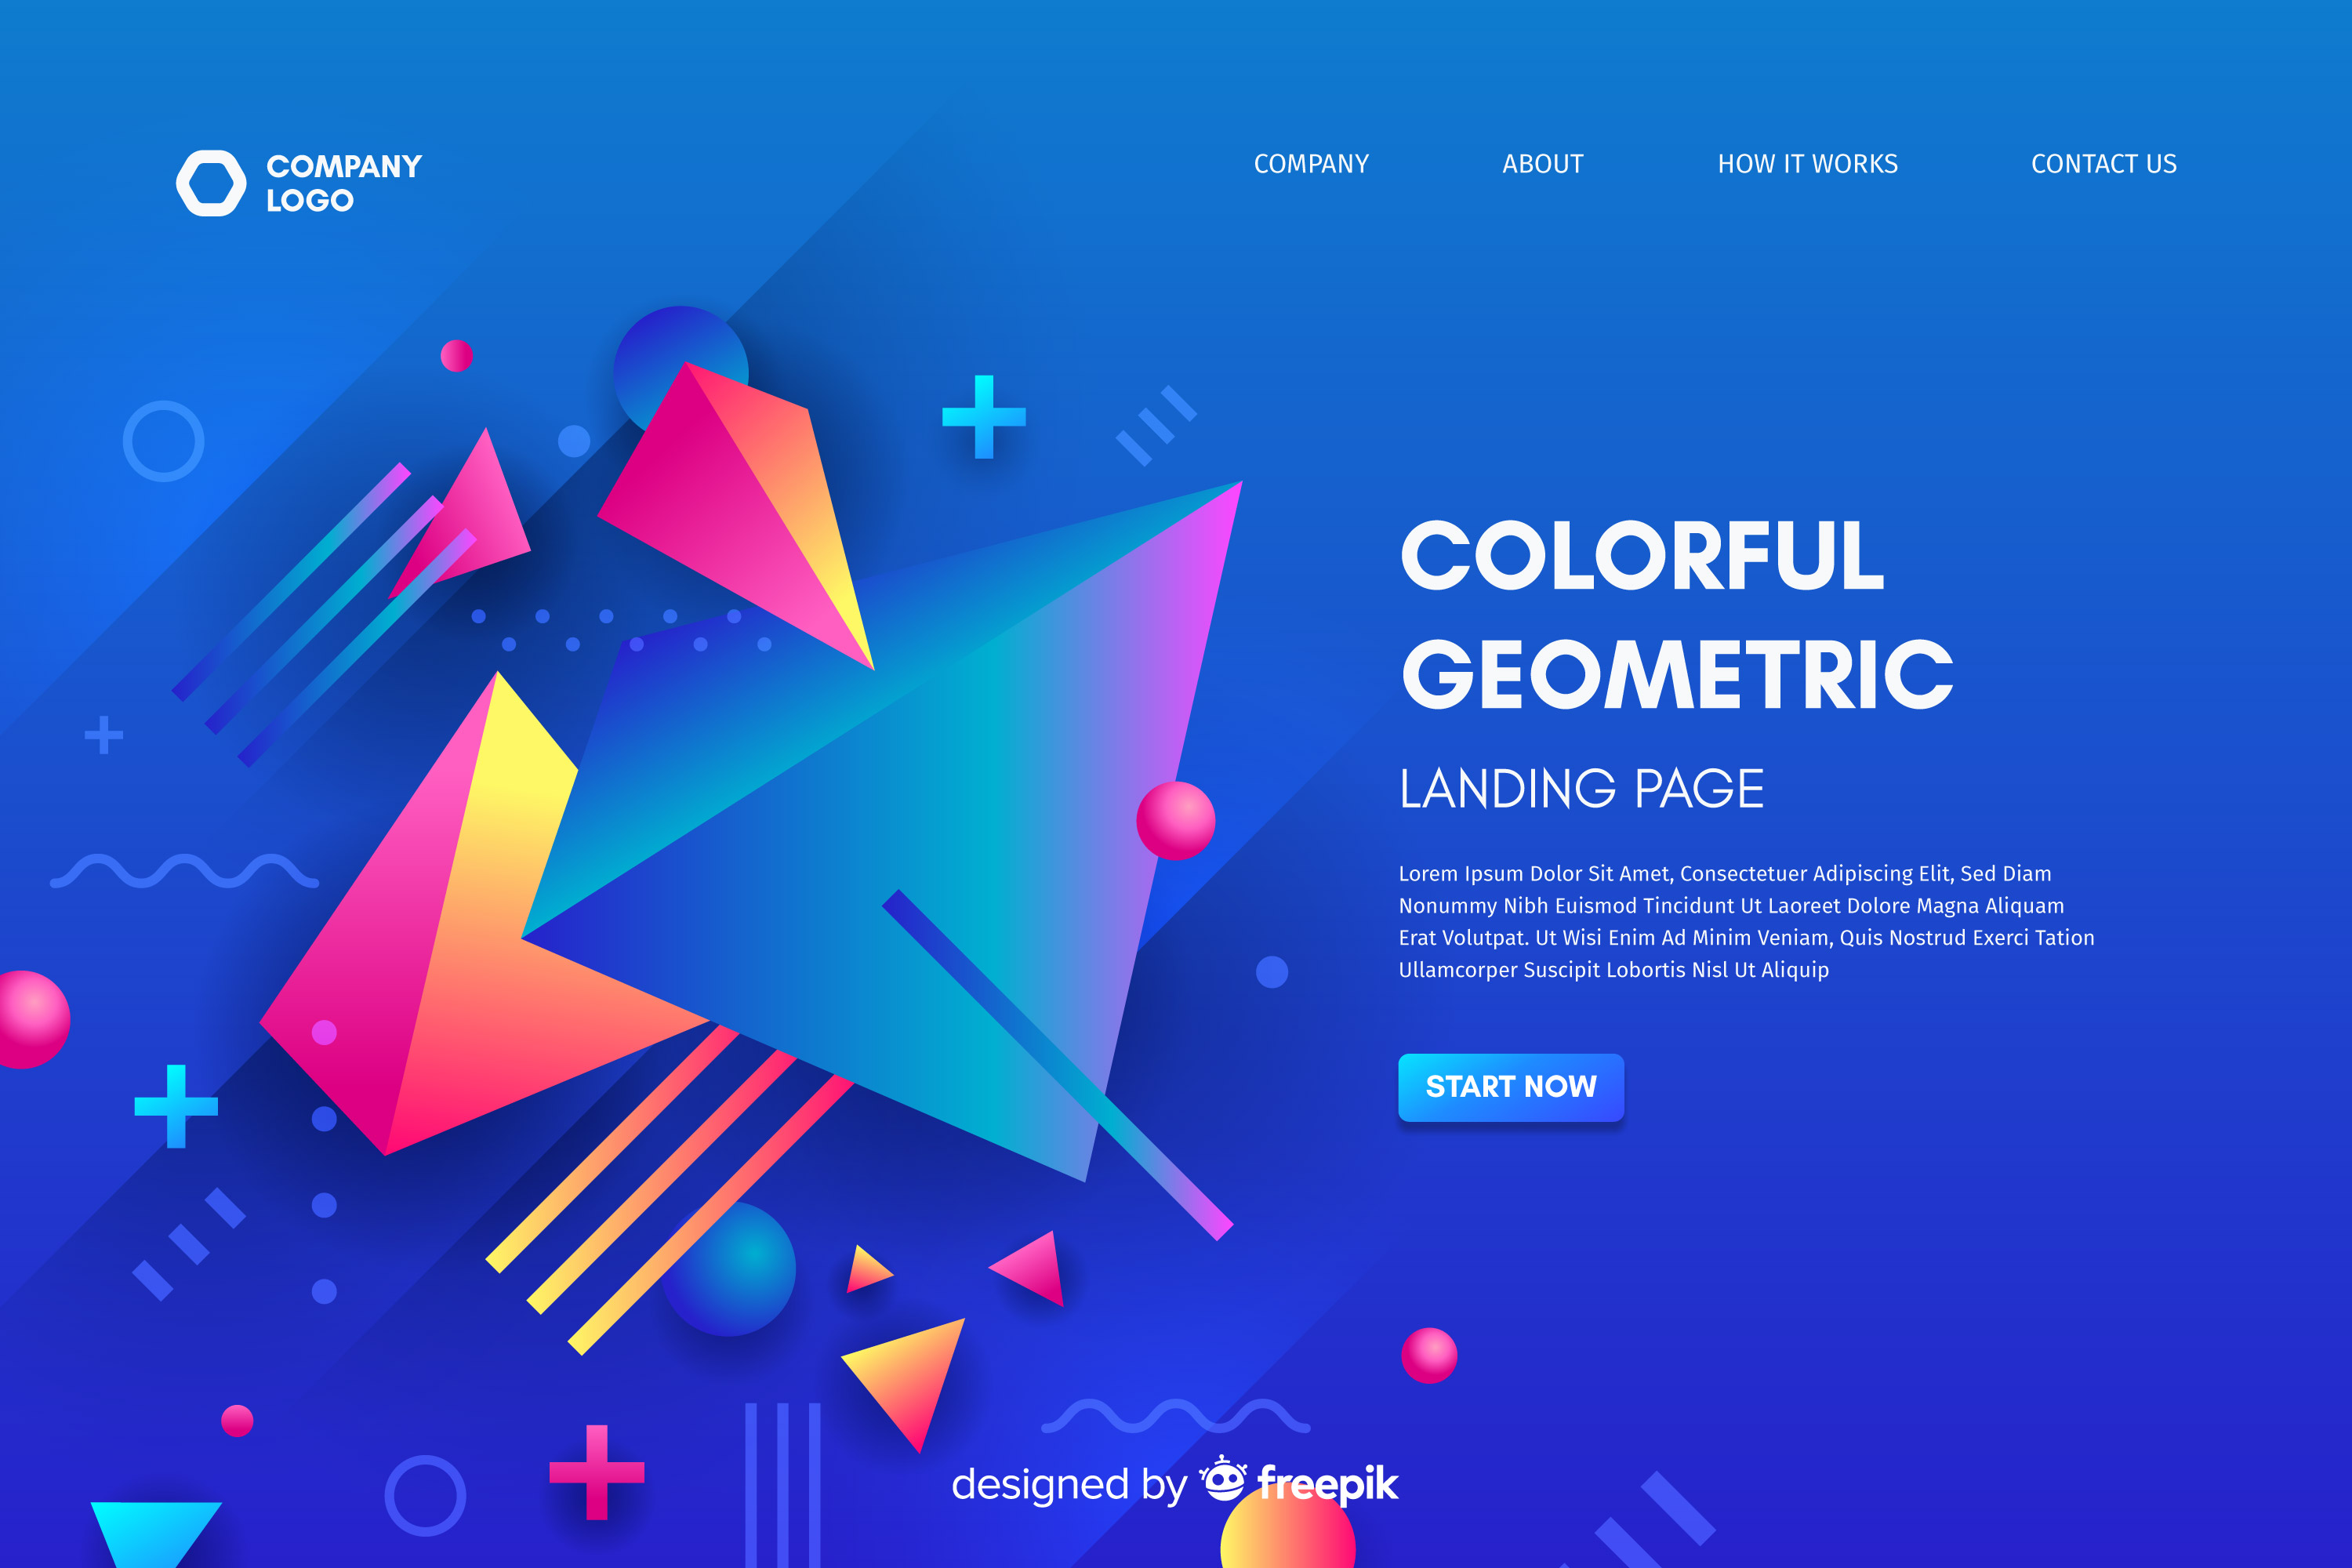 COMPANY
LOGO
COMPANY ABOUT HOW IT WORKS CONTACT US
COLORFUL
GEOMETRIC
LANDING PAGE
Lorem Ipsum Dolor Sit Amet, Consectetuer Adipiscing Elit, Sed Diam
Nonummy Nibh Euismod Tincidunt Ut Laoreet Dolore Magna Aliquam
Erat Volutpat. Ut Wisi Enim Ad Minim Veniam, Quis Nostrud Exerci Tation
Ullamcorper Suscipit Lobortis Nisl Ut Aliquip
START NOW
designed by freepik